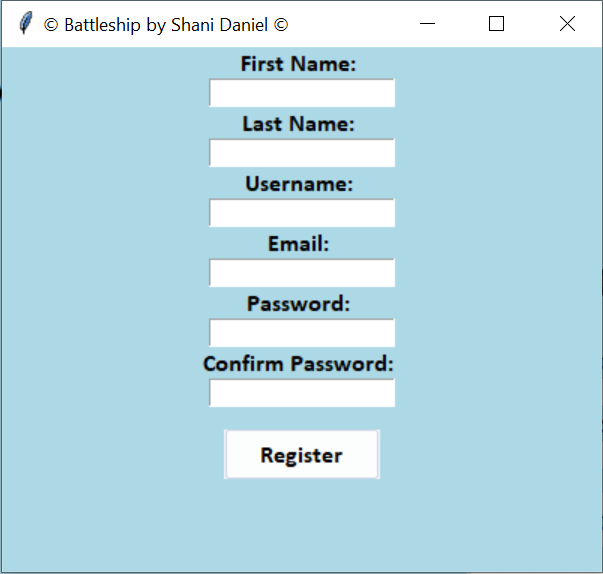 © Battleship by Shani Daniel ©
First Name:
Last Name:
Username:
Email:
Password:
Confirm Password:
Register